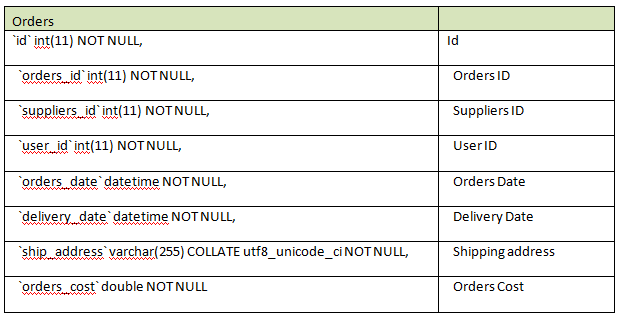 Orders
`id` int(11) NOT NULL, Id
`orders_id` int(11) NOT NULL, Orders ID
`suppliers_id` int(11) NOT NULL, Suppliers ID
`user_id` int(11) NOT NULL, User ID
`orders_date` datetime NOT NULL, Orders Date
`delivery_date` datetime NOT NULL, Delivery Date
`ship_address` varchar(255) COLLATE utf8_unicode_ci NOT NULL, Shipping address
`orders_cost` double NOT NULL Orders Cost